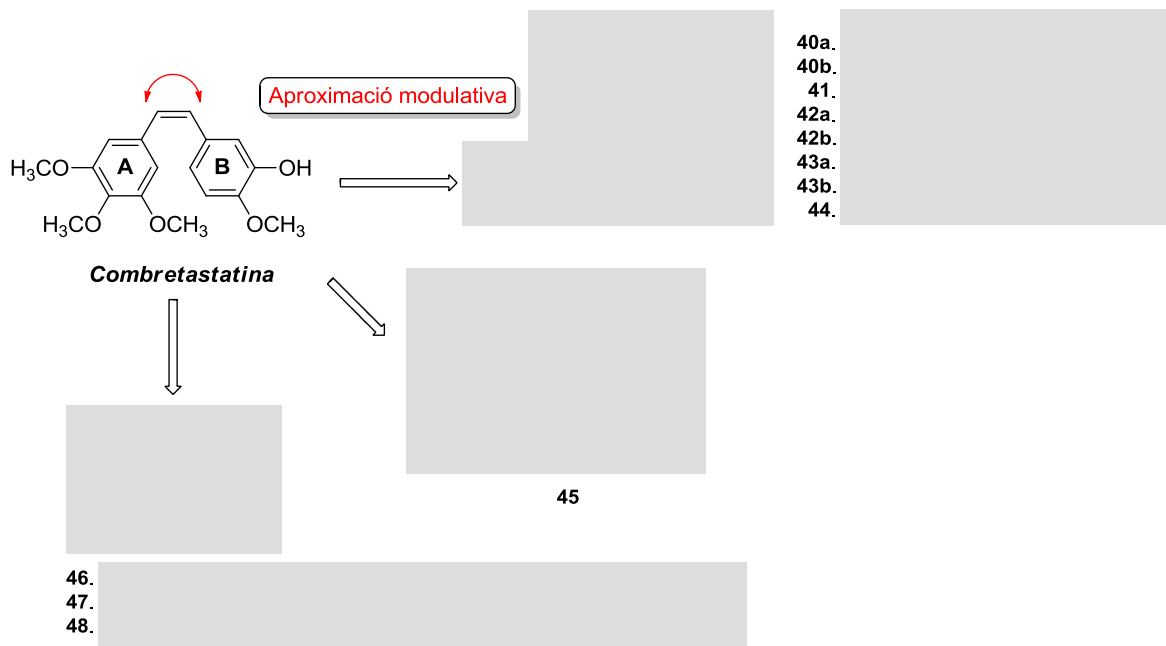 Aproximació modulativa
A
B
H₃CO
OH
H₃CO
OCH₃
OCH₃
Combretastatina
40a.
40b.
41.
42a.
42b.
43a.
43b.
44.
45
46.
47.
48.